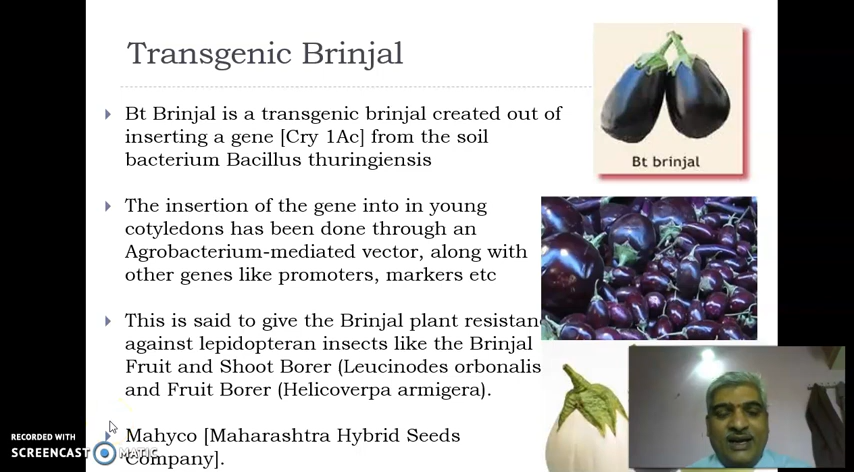 Transgenic Brinjal
Bt Brinjal is a transgenic brinjal created out of
inserting a gene [Cry 1Ac] from the soil
bacterium Bacillus thuringiensis
The insertion of the gene into in young
cotyledons has been done through an
Agrobacterium-mediated vector, along with
other genes like promoters, markers etc
This is said to give the Brinjal plant resistan
against lepidopteran insects like the Brinjal
Fruit and Shoot Borer (Leucinodes orbonalis
and Fruit Borer (Helicoverpa armigera).
Mahyco [Maharashtra Hybrid Seeds
Company].
Bt brinjal
RECORDED WITH
SCREENCAST MATIC